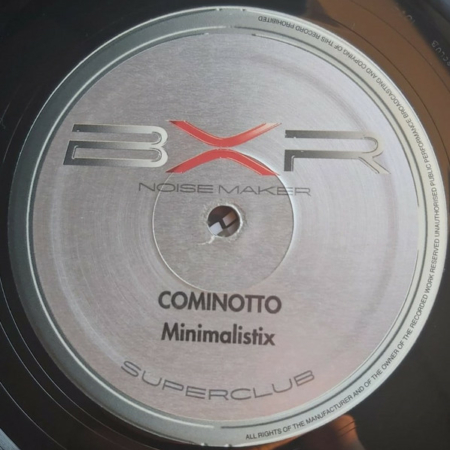 BXR
NOISE MAKER
COMINOTTO
Minimalistix
SUPERCLUB
ALL RIGHTS OF THE MANUFACTURER AND OF THE OWNER OF THE RECORDED WORK RESERVED UNAUTHORISED PUBLIC PERFORMANCE BROADCASTING AND COPYING OF THIS RECORD PROHIBITED